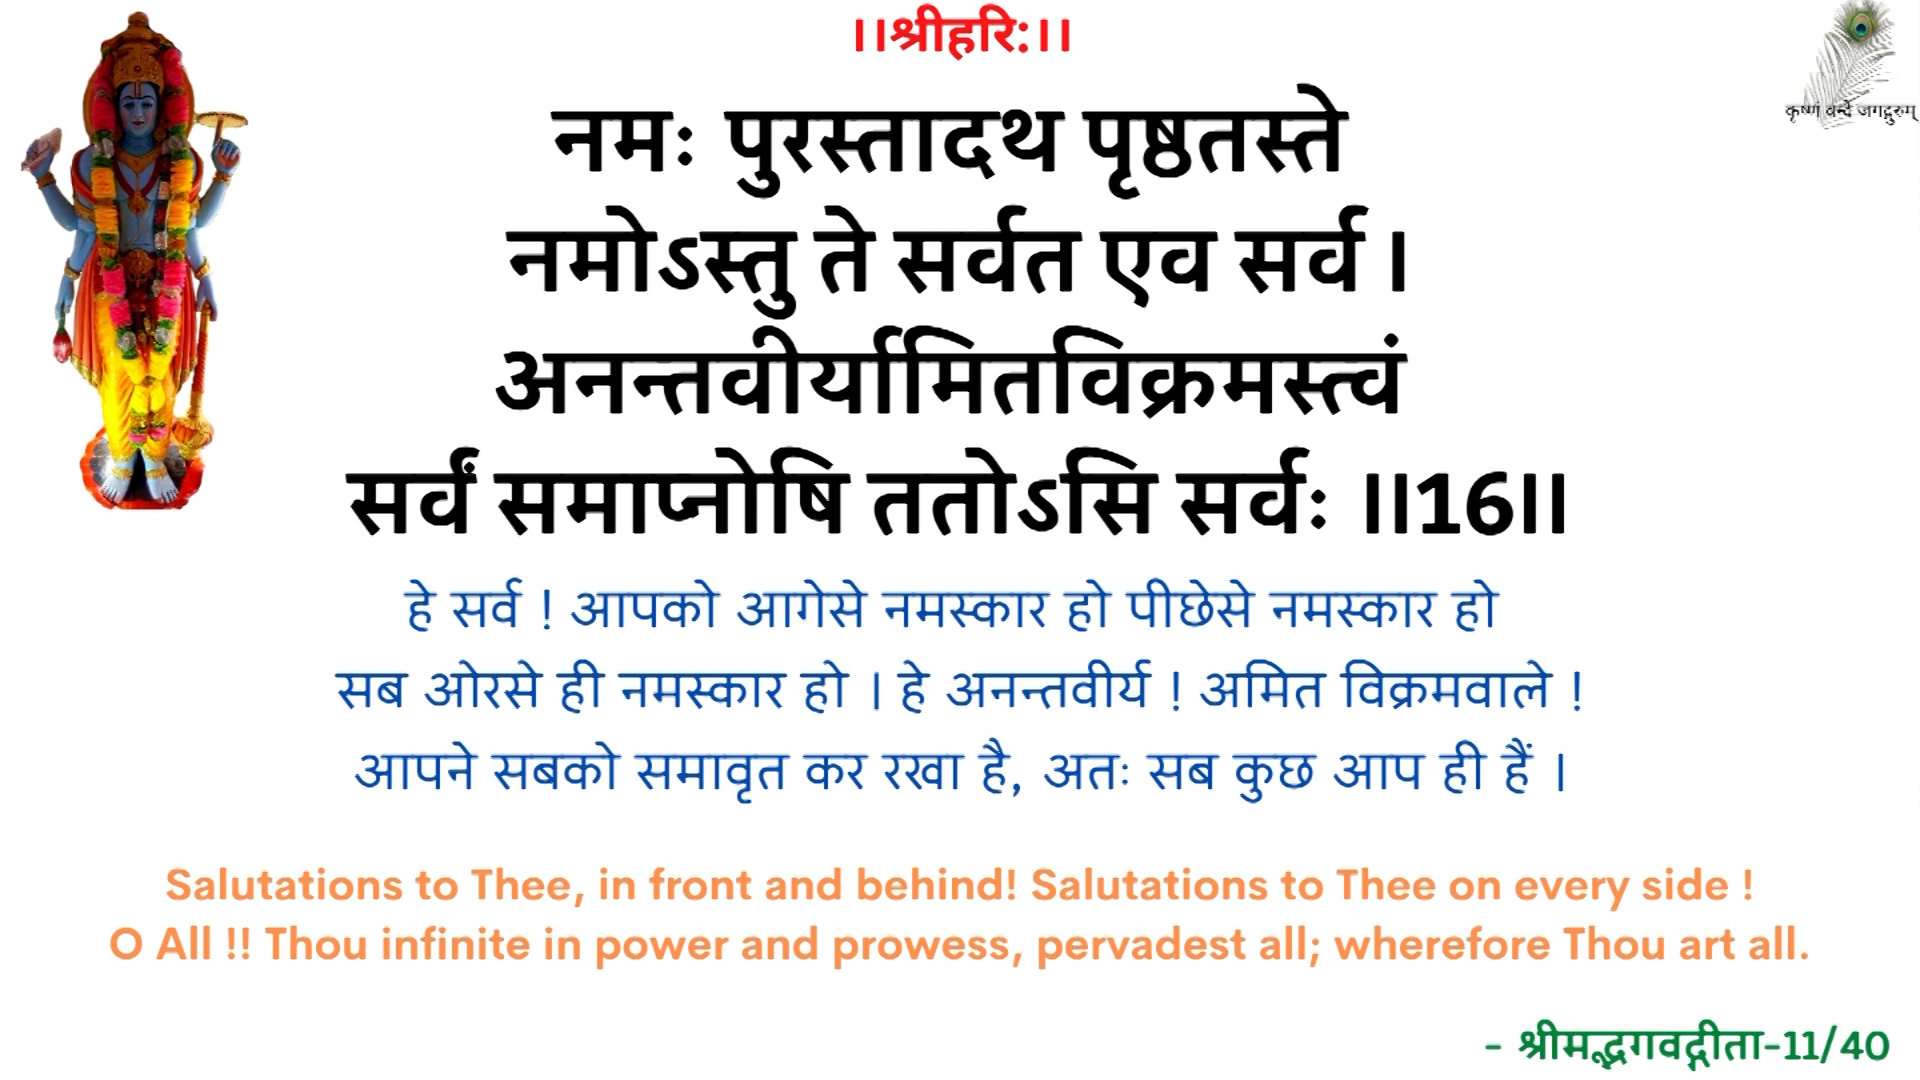 ।।श्रीहरि:।।
कृष्णं वन्दे जगद्गुरुम्
नमः पुरस्तादथ पृष्ठतस्ते
नमोऽस्तु ते सर्वत एव सर्व ।
अनन्तवीर्यामितविक्रमस्त्वं
सर्वं समाप्नोषि ततोऽसि सर्वः ॥16॥
हे सर्व ! आपको आगेसे नमस्कार हो पीछेसे नमस्कार हो
सब ओरसे ही नमस्कार हो । हे अनन्तवीर्य ! अमित विक्रमवाले !
आपने सबको समावृत कर रखा है, अतः सब कुछ आप ही हैं ।
Salutations to Thee, in front and behind! Salutations to Thee on every side !
O All !! Thou infinite in power and prowess, pervadest all; wherefore Thou art all.
- श्रीमद्भगवद्गीता-11/40